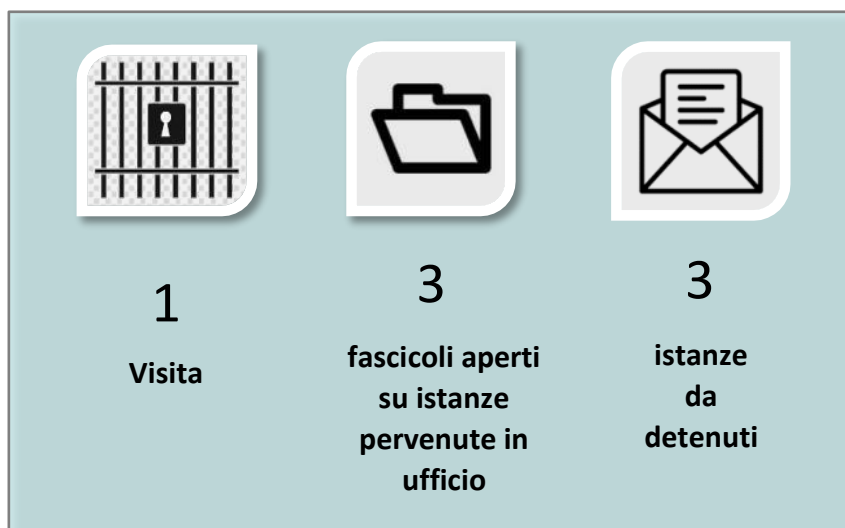 1
Visita
3
fascicoli aperti
su istanze
pervenute in
ufficio
3
istanze
da
detenuti